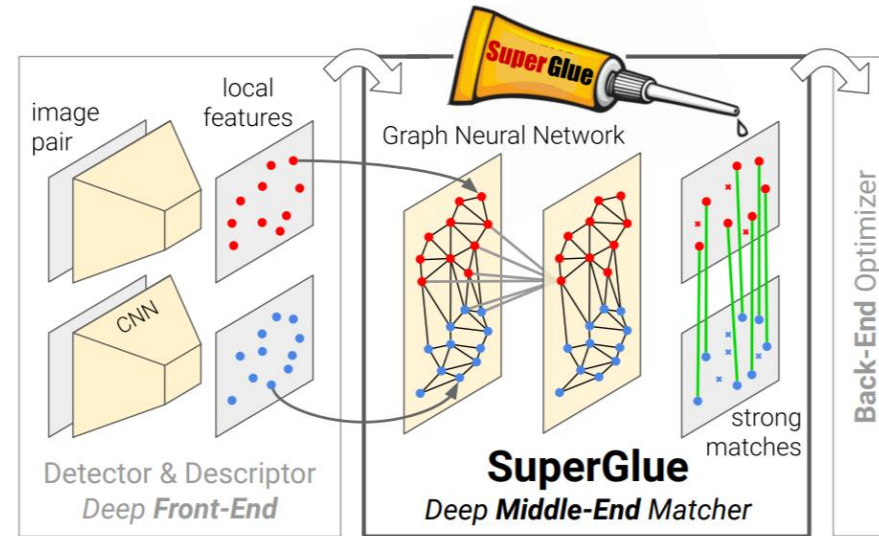 image
pair
local
features
CNN
Detector & Descriptor
Deep Front-End
SuperGlue
Graph Neural Network
strong
matches
SuperGlue
Deep Middle-End Matcher
Back-End Optimizer